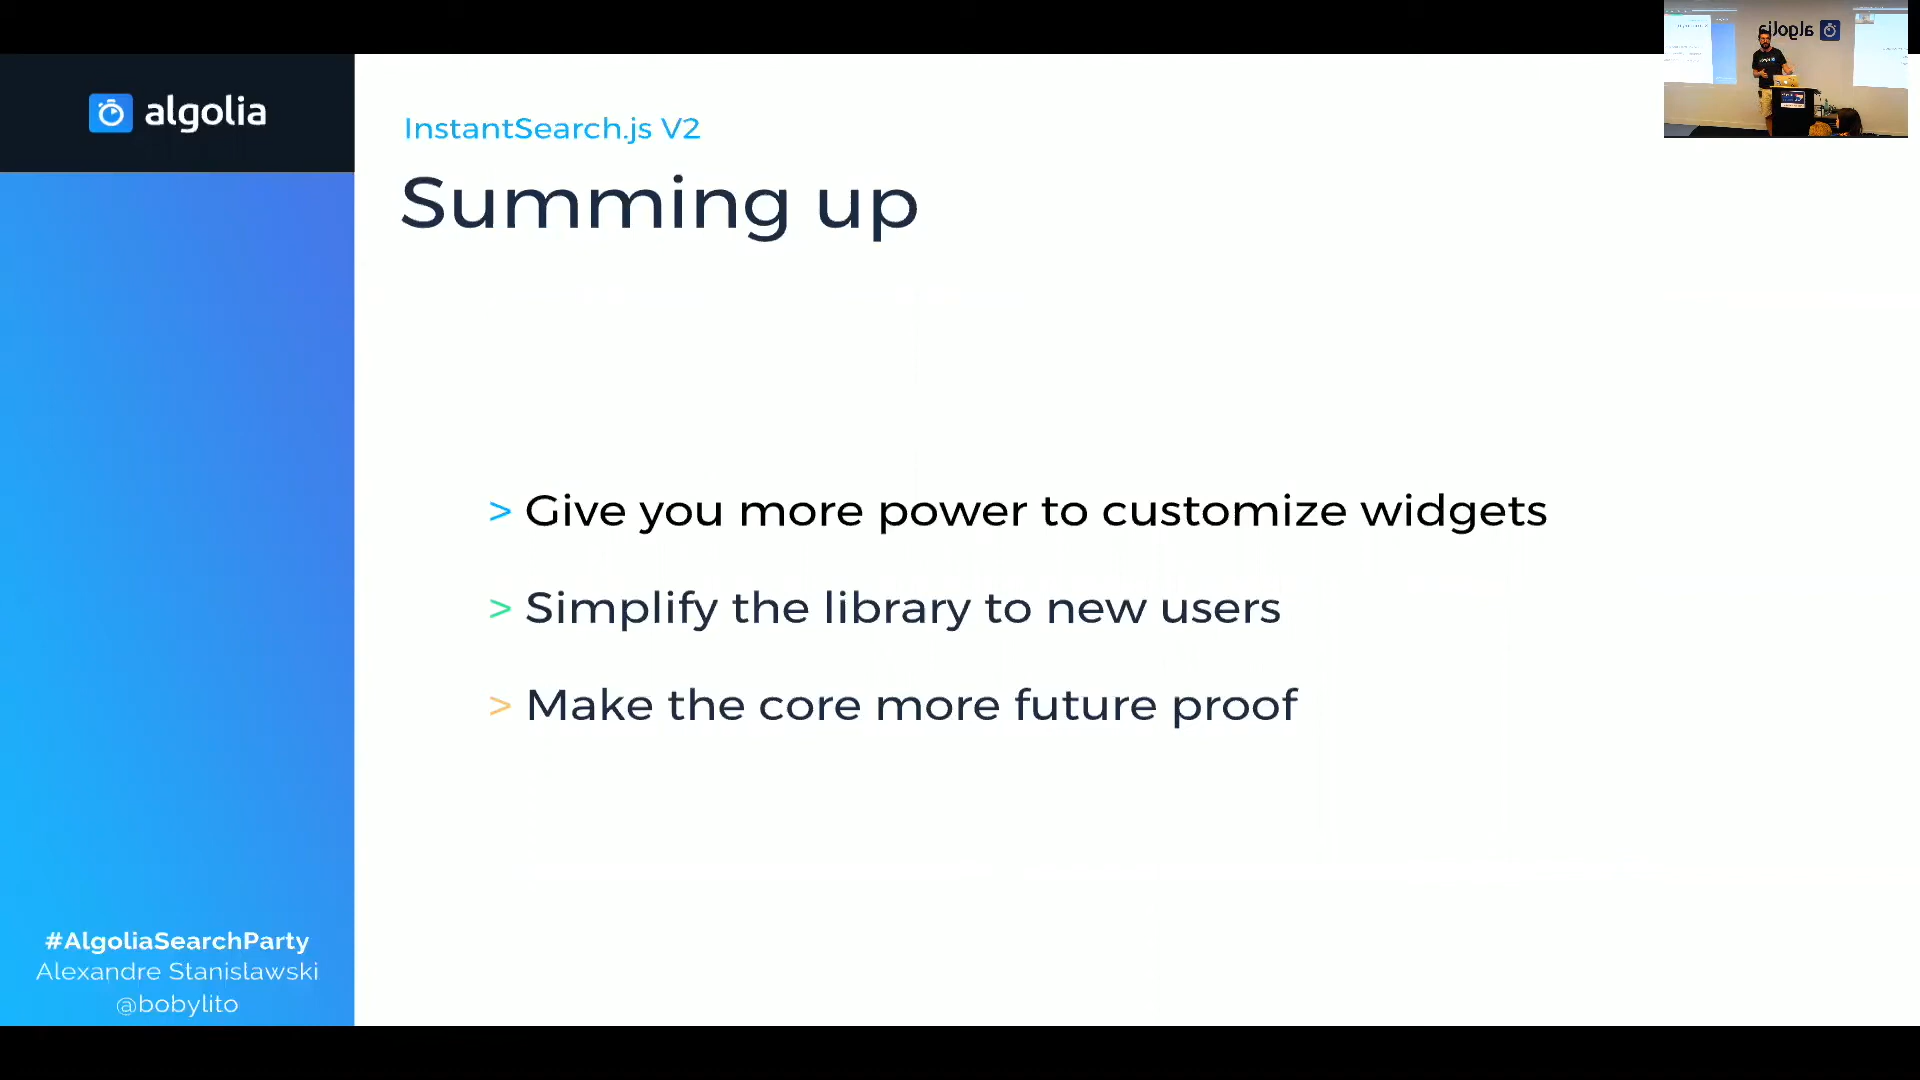 algolia
InstantSearch.js V2
Summing up
> Give you more power to customize widgets
> Simplify the library to new users
> Make the core more future proof
#AlgoliaSearchParty
Alexandre Stanislawski
@bobylito
algolia